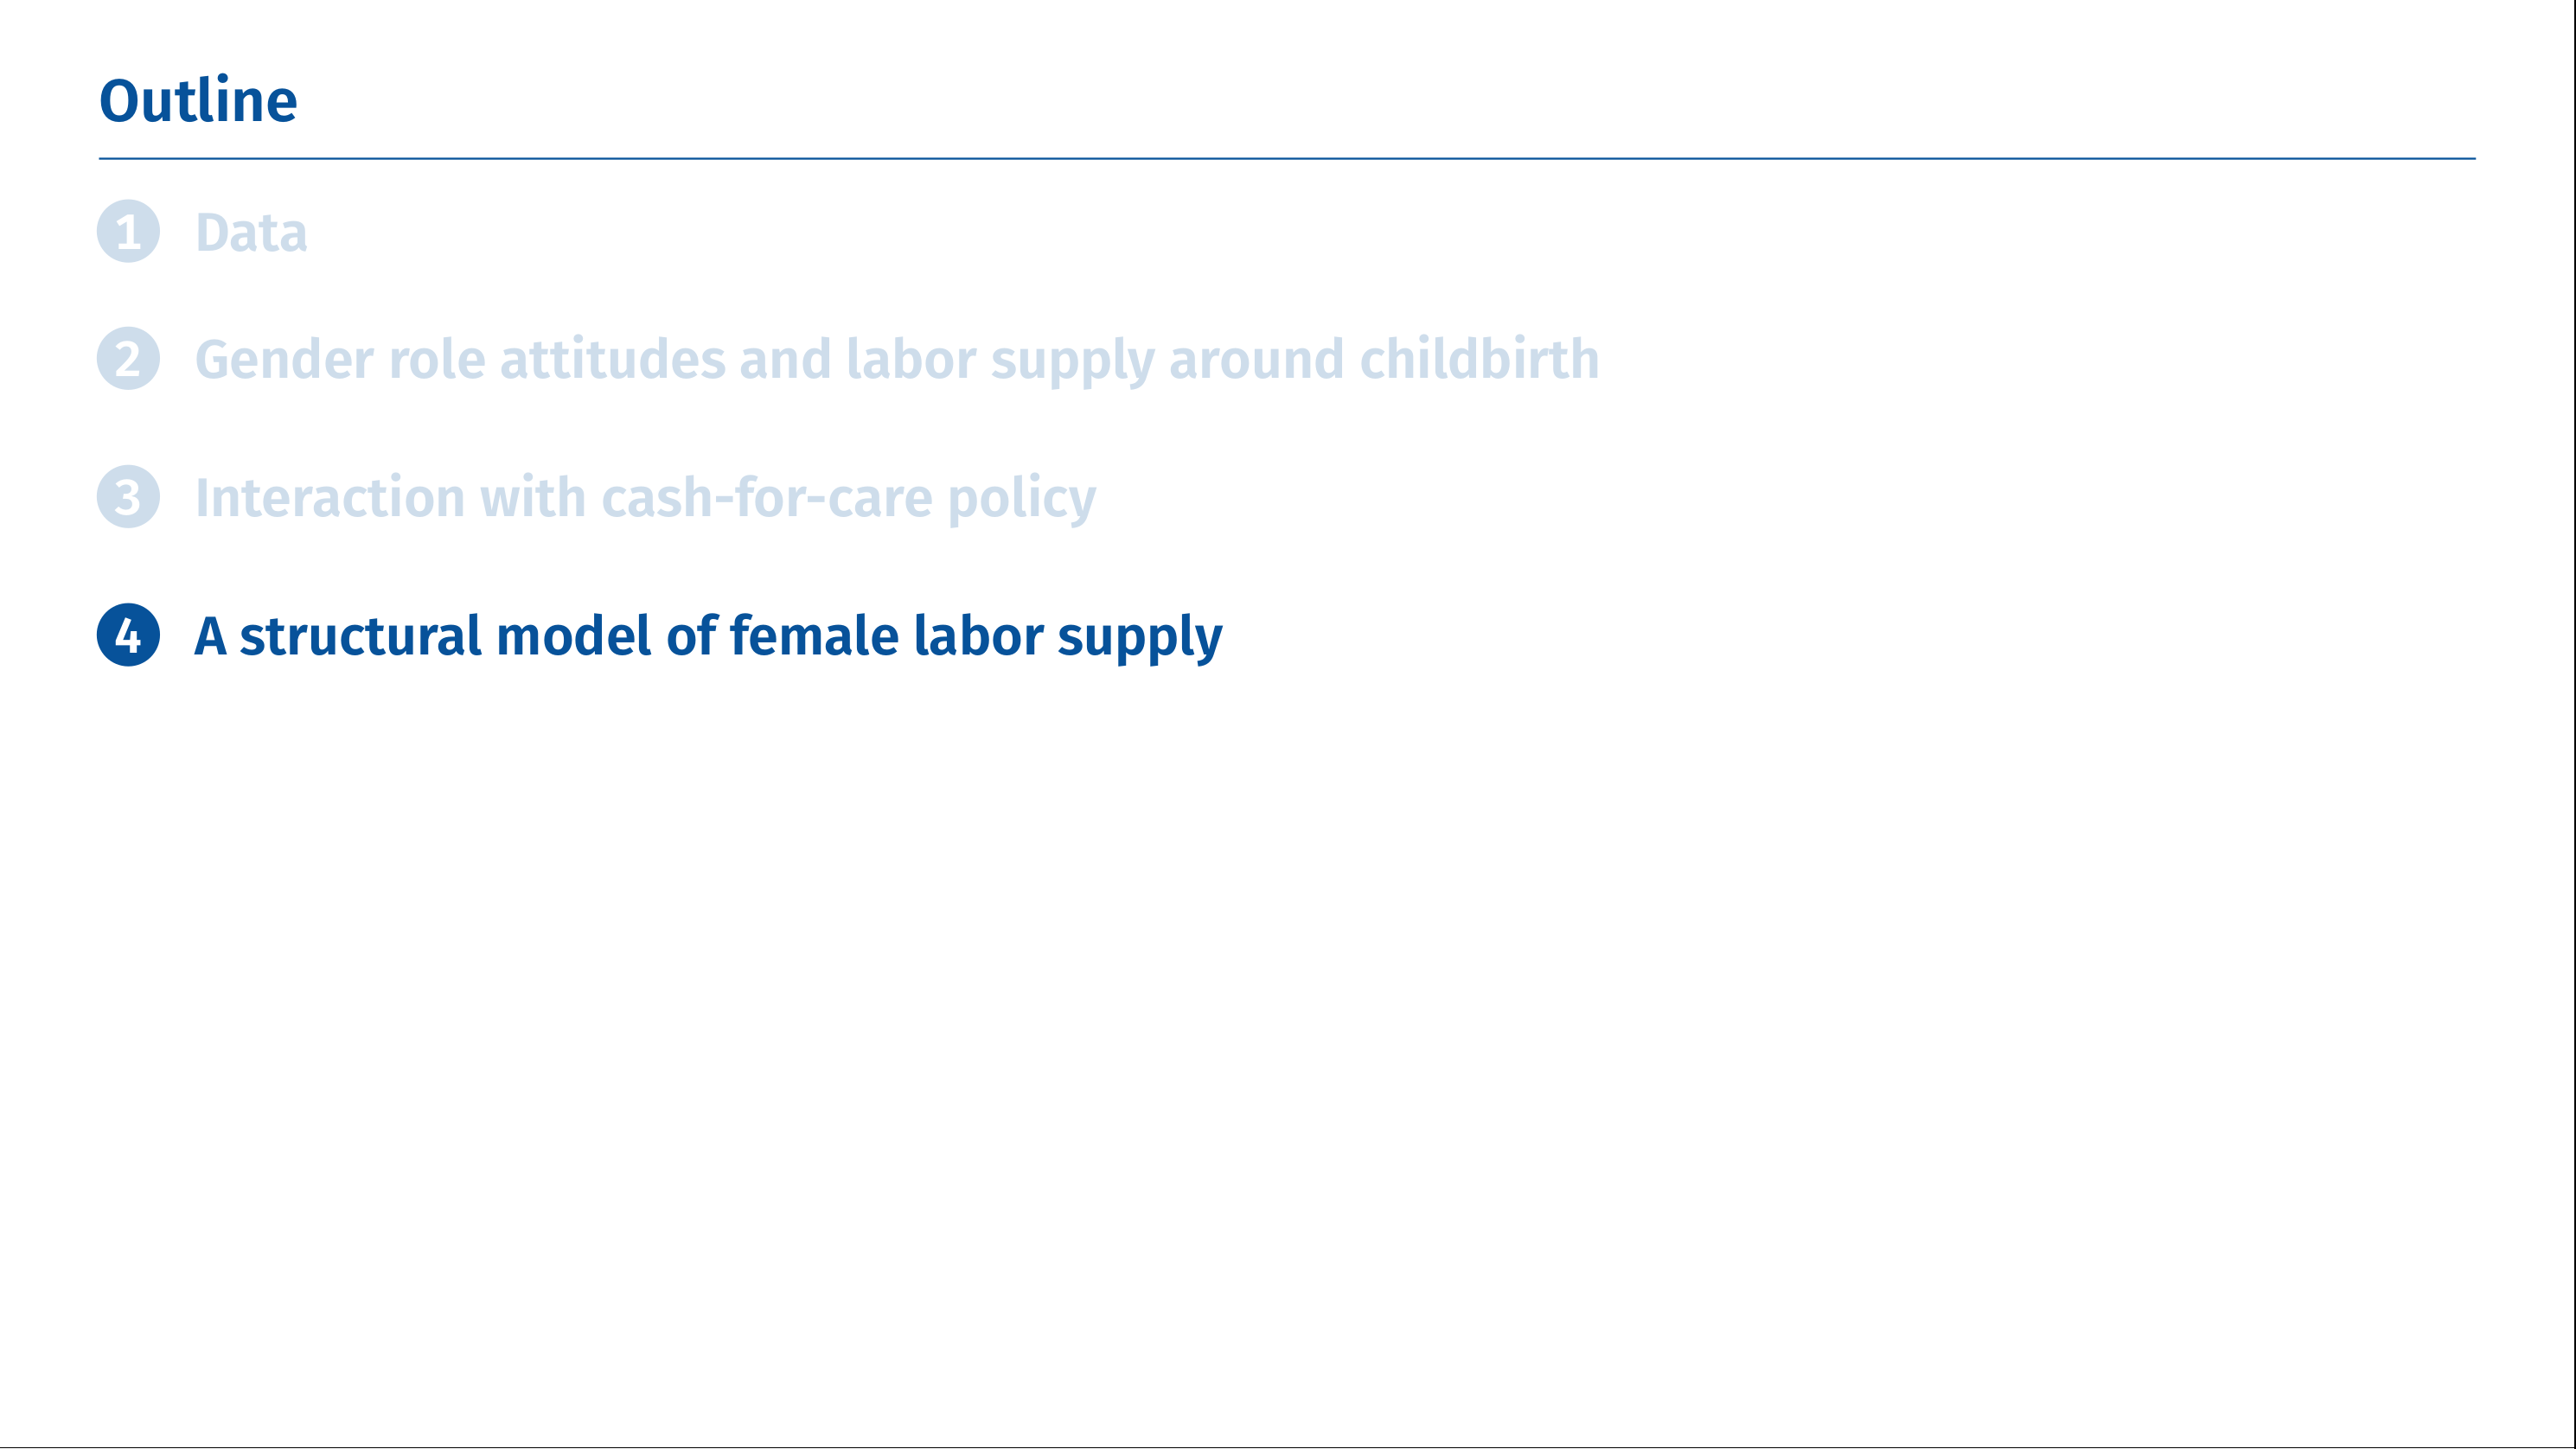 Outline
1 Data
2 Gender role attitudes and labor supply around childbirth
3 Interaction with cash-for-care policy
4 A structural model of female labor supply